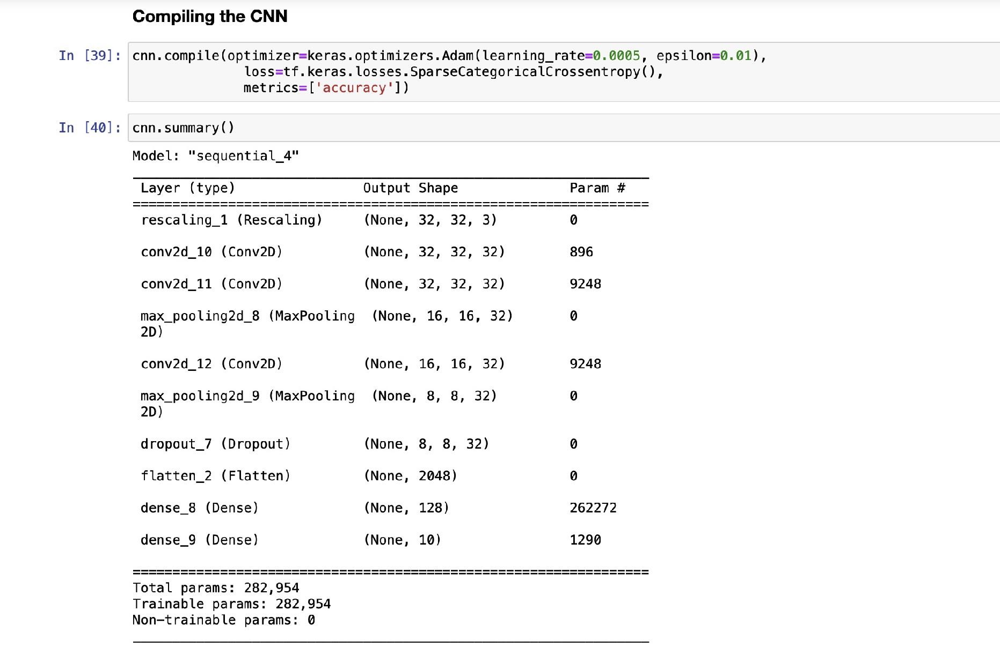 Compiling the CNN
In [39]: cnn.compile(optimizer=keras.optimizers.Adam(learning_rate=0.0005, epsilon=0.01),
loss=tf.keras.losses.SparseCategoricalCrossentropy(),
metrics=['accuracy'])
In [40]: cnn.summary()
Model: "sequential_4"
Layer (type) Output Shape Param #
=================================================================
rescaling_1 (Rescaling) (None, 32, 32, 3) 0
conv2d_10 (Conv2D) (None, 32, 32, 32) 896
conv2d_11 (Conv2D) (None, 32, 32, 32) 9248
max_pooling2d_8 (MaxPooling (None, 16, 16, 32) 0
2D)
conv2d_12 (Conv2D) (None, 16, 16, 32) 9248
max_pooling2d_9 (MaxPooling (None, 8, 8, 32) 0
2D)
dropout_7 (Dropout) (None, 8, 8, 32) 0
flatten_2 (Flatten) (None, 2048) 0
dense_8 (Dense) (None, 128) 262272
dense_9 (Dense) (None, 10) 1290
=================================================================
Total params: 282,954
Trainable params: 282,954
Non-trainable params: 0